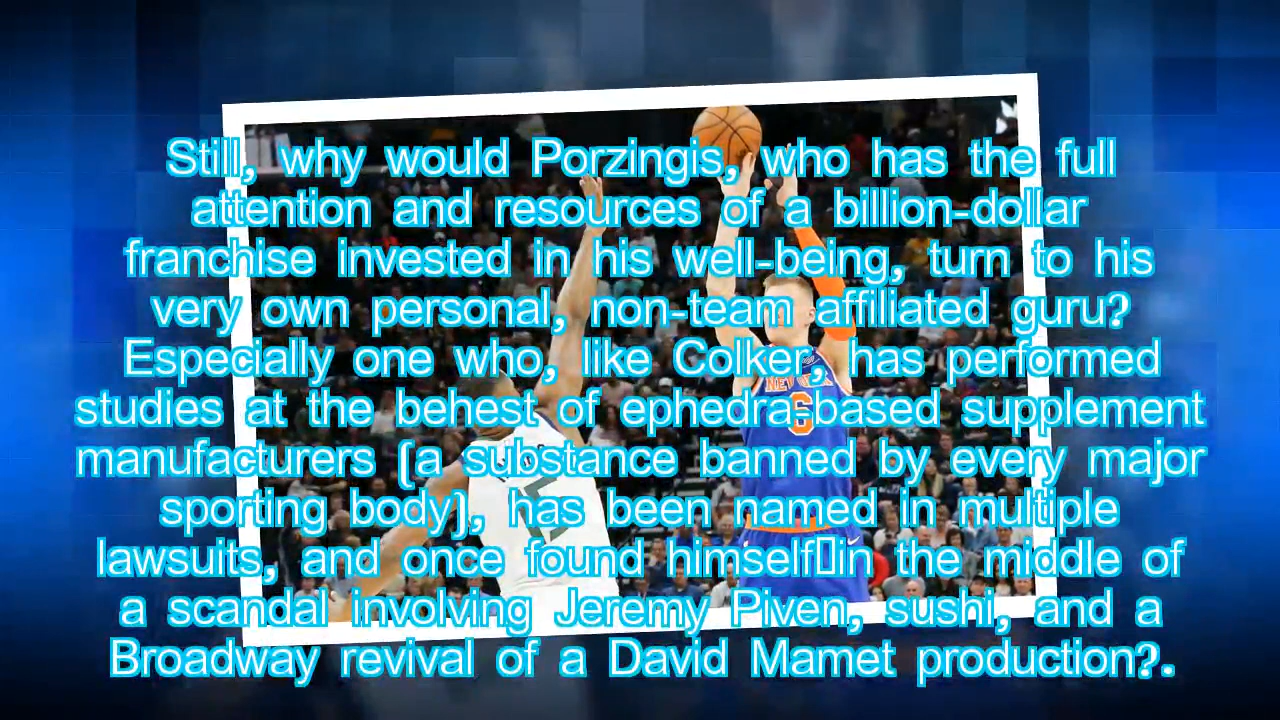 Still, why would Porzingis, who has the full
attention and resources of a billion-dollar
franchise invested in his well-being, turn to his
very own personal, non-team affiliated guru?
Especially one who, like Colker, has performed
studies at the behest of ephedra-based supplement
manufacturers (a substance banned by every major
sporting body), has been named in multiple
lawsuits, and once found himself▯in the middle of
a scandal involving Jeremy Piven, sushi, and a
Broadway revival of a David Mamet production?.
6